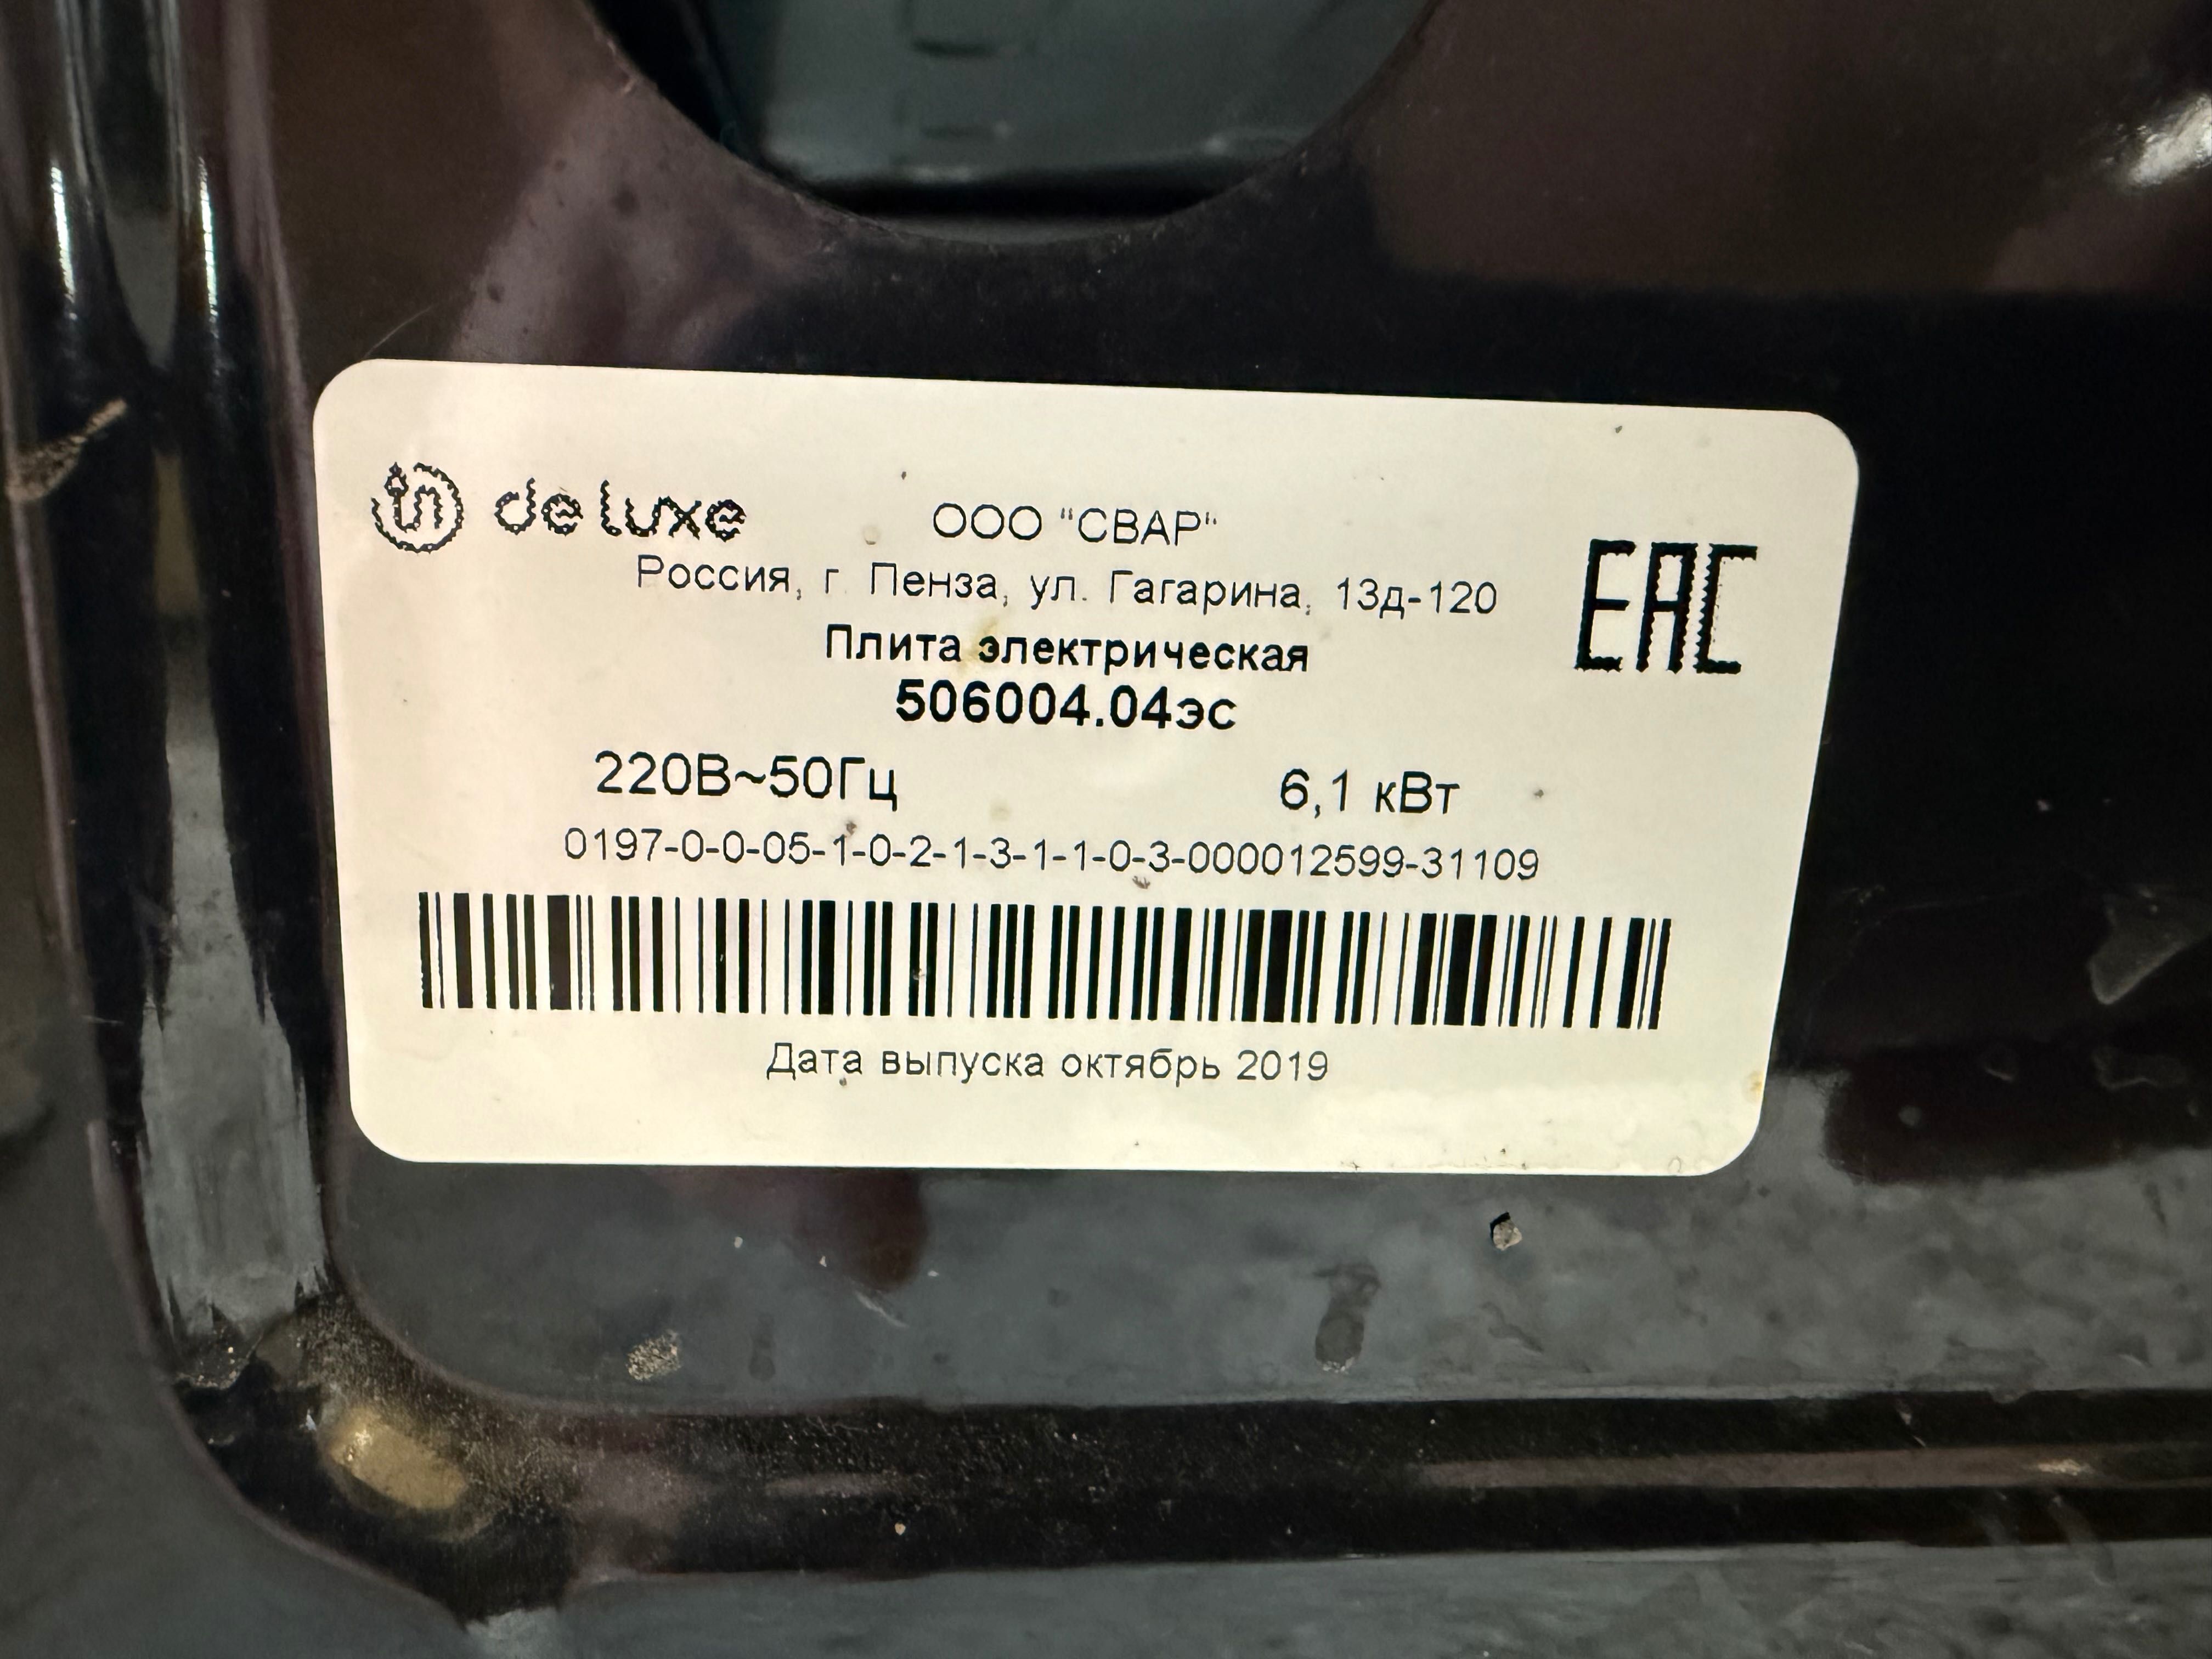 de luxe
ООО "СВАР"
Россия, г. Пенза, ул. Гагарина, 13д-120
EAC
Плита электрическая
506004.04эс
220В~50Гц 6,1 кВт
0197-0-0-05-1-0-2-1-3-1-1-0-3-000012599-31109
Дата выпуска октябрь 2019